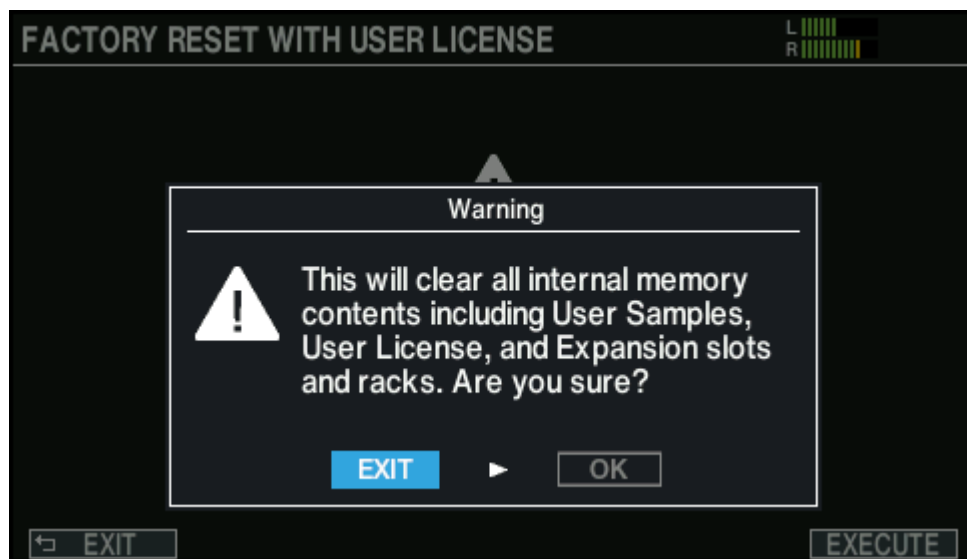 FACTORY RESET WITH USER LICENSE
L
R
Warning
This will clear all internal memory
contents including User Samples,
User License, and Expansion slots
and racks. Are you sure?
EXIT
OK
EXIT
EXECUTE